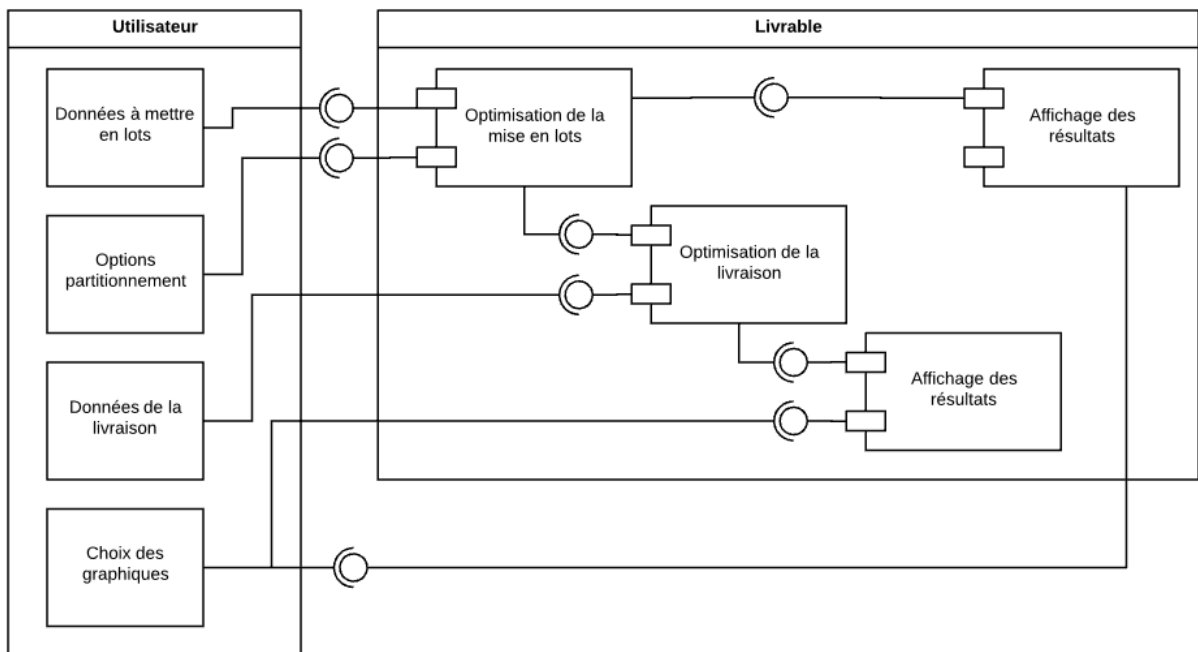 Utilisateur
Livrable
Données à mettre
en lots
Optimisation de la
mise en lots
Affichage des
résultats
Options
partitionnement
Optimisation de la
livraison
Données de la
livraison
Affichage des
résultats
Choix des
graphiques